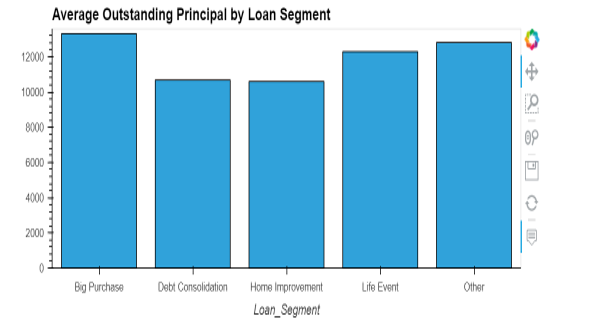 Average Outstanding Principal by Loan Segment
12000
10000
8000
6000
4000
2000
0
Big Purchase
Debt Consolidation
Home Improvement
Life Event
Other
Loan_Segment